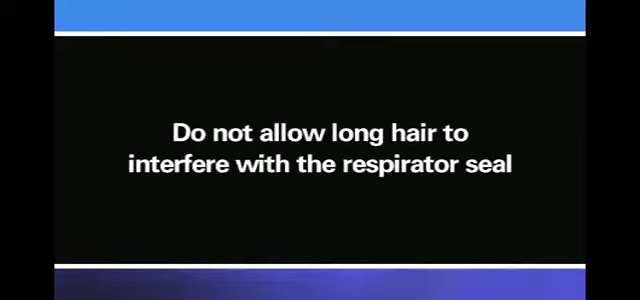 Do not allow long hair to
interfere with the respirator seal